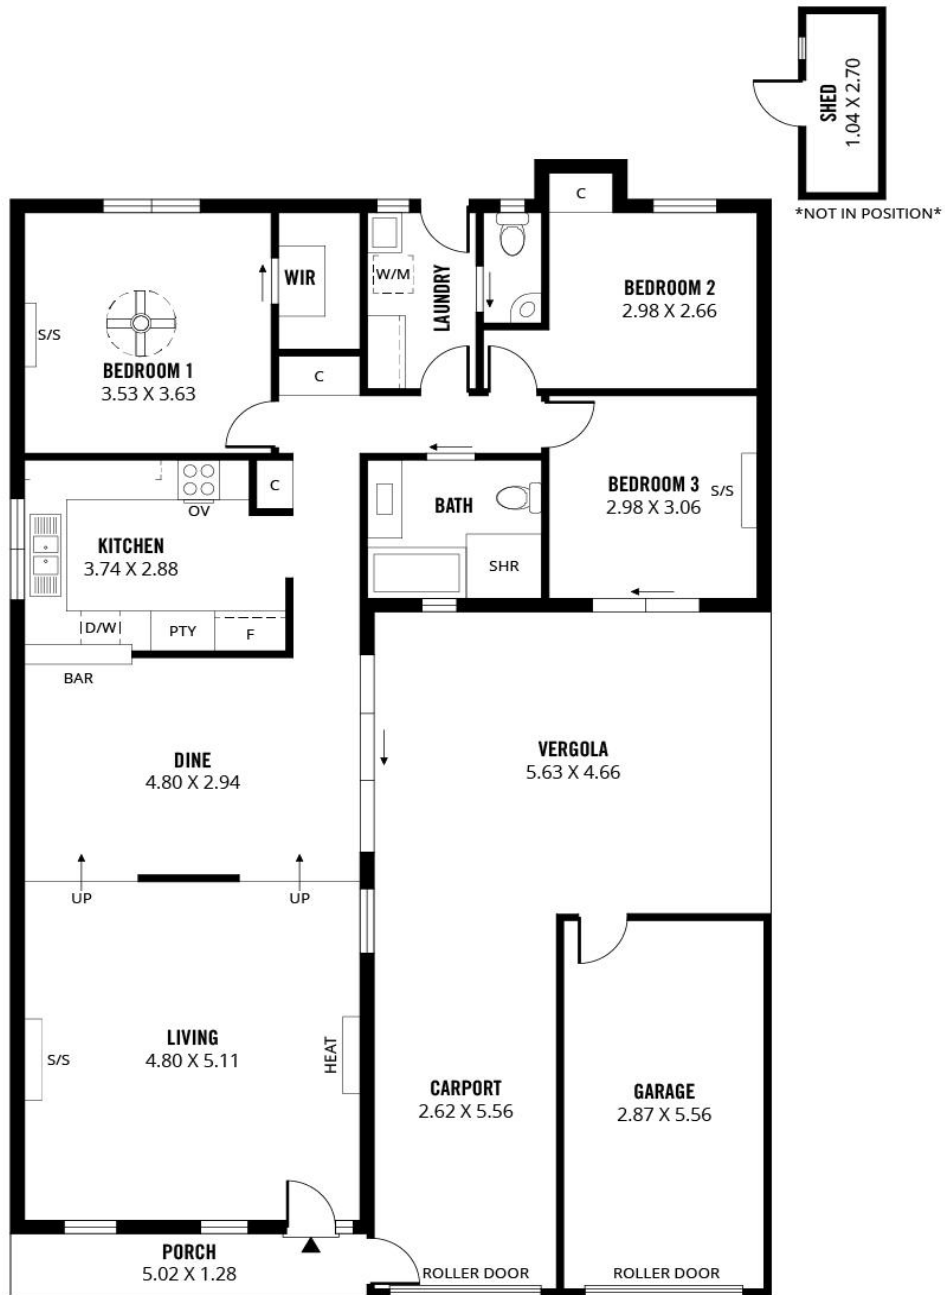 SHED
1.04 X 2.70
*NOT IN POSITION*
C
WIR
W/M
LAUNDRY
BEDROOM 2
2.98 X 2.66
S/S
BEDROOM 1
3.53 X 3.63
C
C
OV
BATH
BEDROOM 3
2.98 X 3.06
S/S
KITCHEN
3.74 X 2.88
SHR
D/W
PTY
F
BAR
DINE
4.80 X 2.94
VERGOLA
5.63 X 4.66
UP
UP
LIVING
4.80 X 5.11
S/S
HEAT
CARPORT
2.62 X 5.56
GARAGE
2.87 X 5.56
PORCH
5.02 X 1.28
ROLLER DOOR
ROLLER DOOR